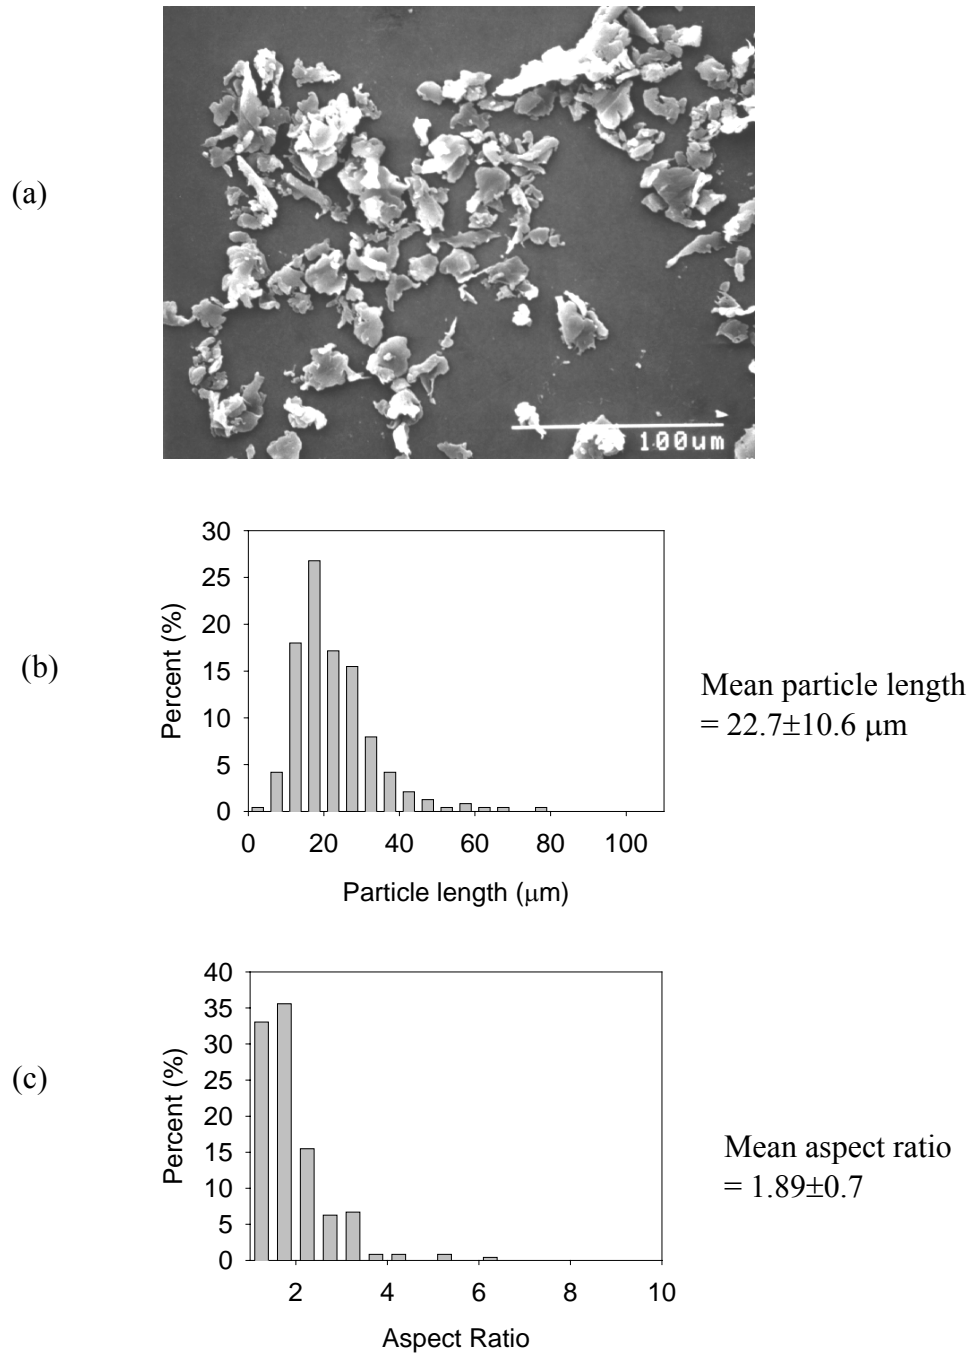 (a)
100um
30
25
20
15
10
5
0
Percent (%)
(b)
0 20 40 60 80 100
Particle length (μm)
Mean particle length
= 22.7±10.6 μm
40
35
30
25
20
15
10
5
0
Percent (%)
(c)
2 4 6 8 10
Aspect Ratio
Mean aspect ratio
= 1.89±0.7